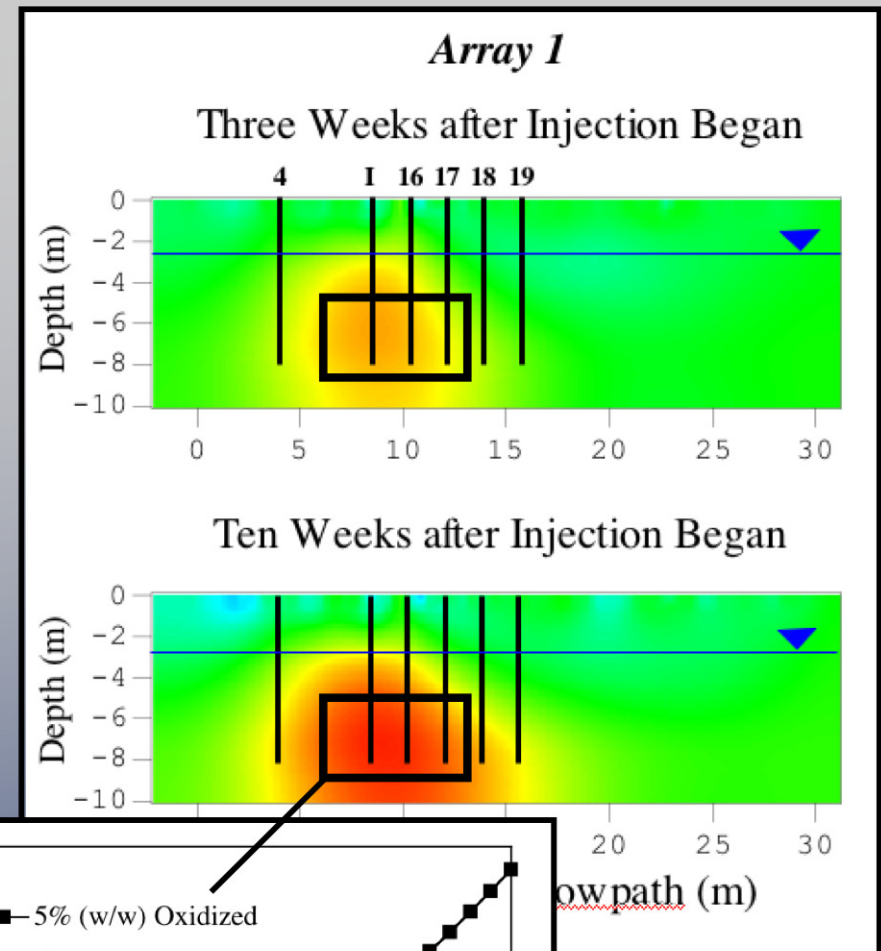 Array 1
Three Weeks after Injection Began
4 I 16 17 18 19
Depth (m)
0
−2
−4
−6
−8
−10
0 5 10 15 20 25 30
Ten Weeks after Injection Began
Depth (m)
0
−2
−4
−6
−8
−10
20 25 30
owpath (m)
5% (w/w) Oxidized